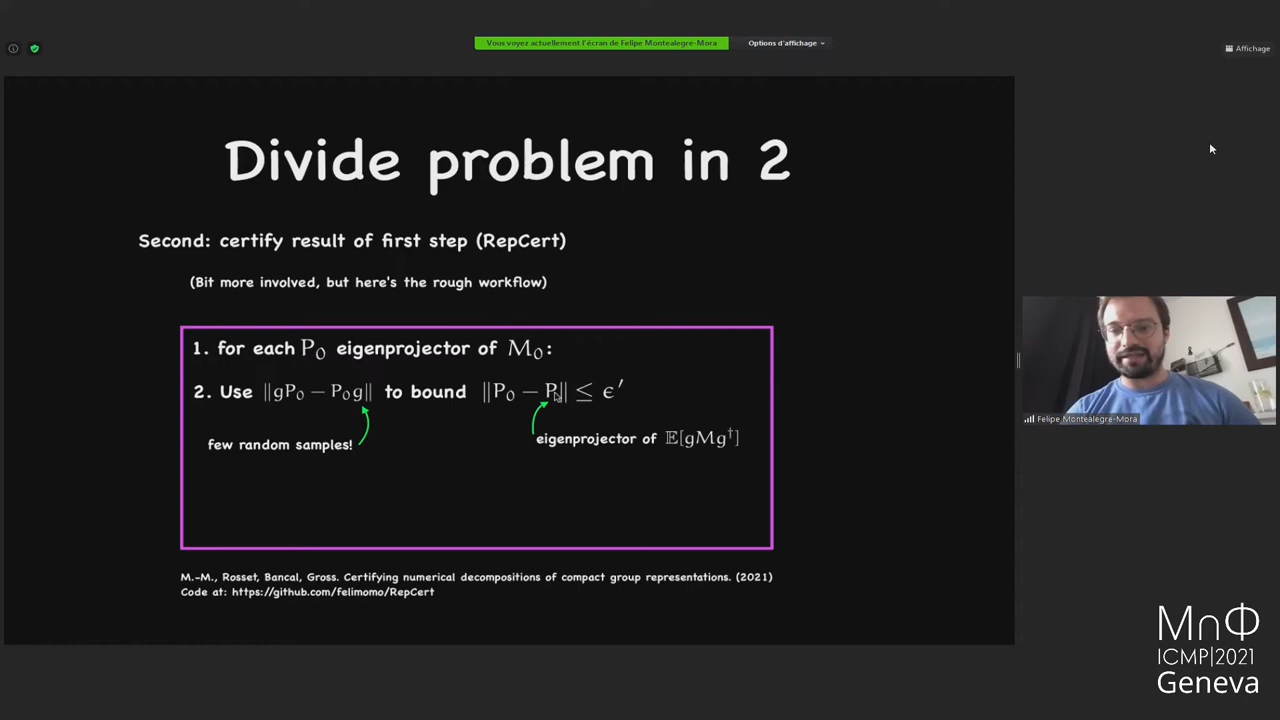 Vous voyez actuellement l'écran de Felipe Montealegre-Mora
Options d'affichage
Affichage
Divide problem in 2
Second: certify result of first step (RepCert)
(Bit more involved, but here's the rough workflow)
1. for each P₀ eigenprojector of M₀:
2. Use ||gP₀ − P₀g|| to bound ||P₀ − P|| ≤ ϵ′
few random samples!
eigenprojector of 𝔼[gMg†]
Felipe Montealegre-Mora
M.-M., Rosset, Bancal, Gross. Certifying numerical decompositions of compact group representations. (2021)
Code at: https://github.com/felimomo/RepCert
M∩Φ
ICMP|2021
Geneva